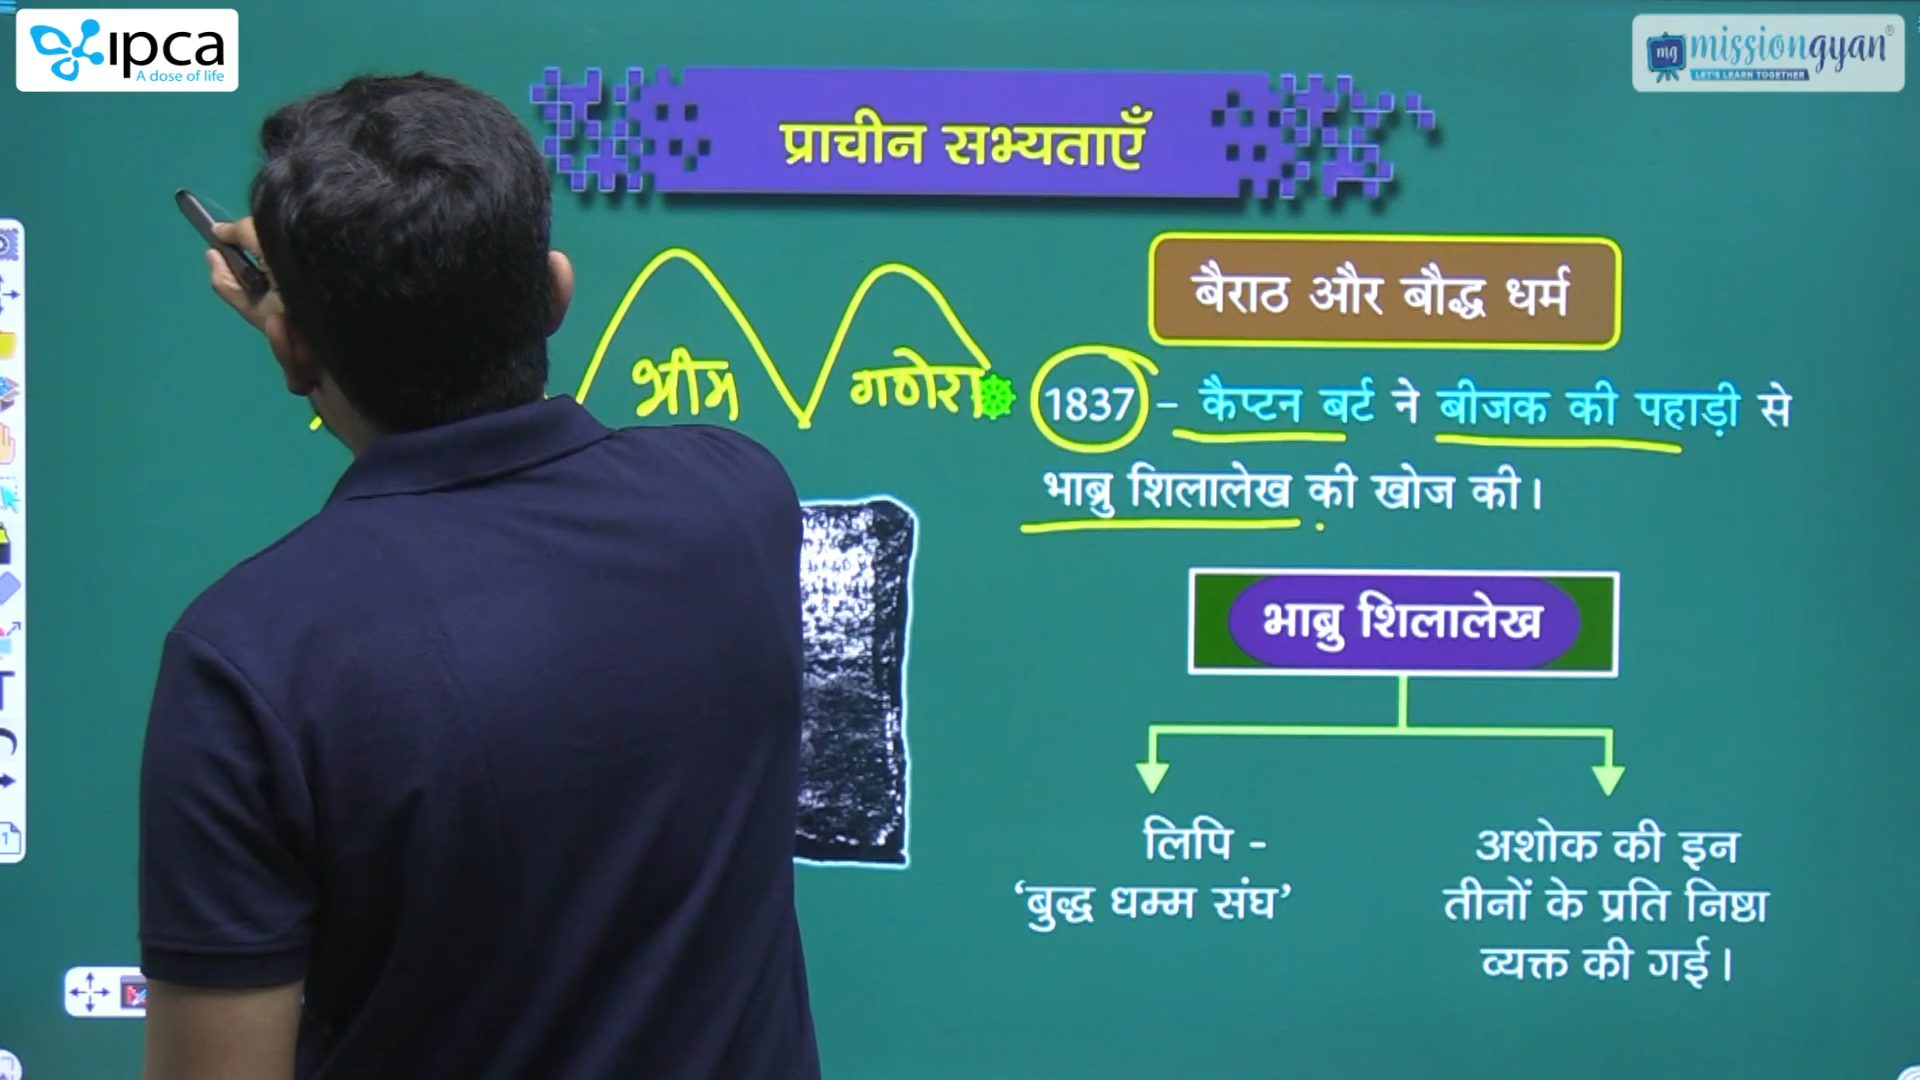 ipca
A dose of life
mg missiongyan®
LET'S LEARN TOGETHER
प्राचीन सभ्यताएँ
बैराठ और बौद्ध धर्म
भीम
गणेश
1837 - कैप्टन बर्ट ने बीजक की पहाड़ी से
भाब्रु शिलालेख की खोज की।
भाब्रु शिलालेख
लिपि -
‘बुद्ध धम्म संघ’
अशोक की इन
तीनों के प्रति निष्ठा
व्यक्त की गई।